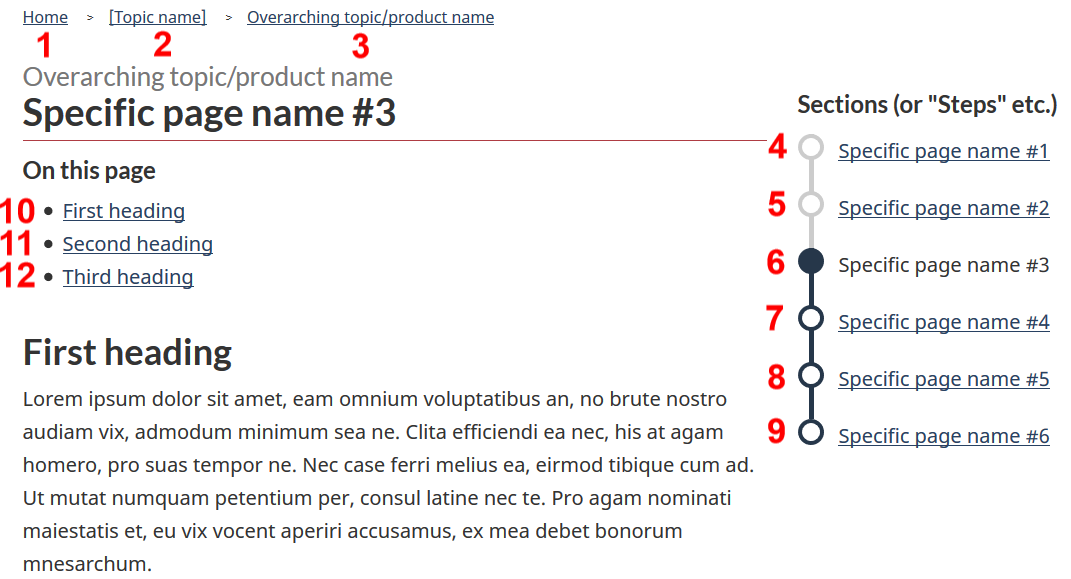 Home > [Topic name] > Overarching topic/product name
1 2 3
Overarching topic/product name
Specific page name #3
On this page
10 • First heading
11 • Second heading
12 • Third heading
First heading
Lorem ipsum dolor sit amet, eam omnium voluptatibus an, no brute nostro
audiam vix, admodum minimum sea ne. Clita efficiendi ea nec, his at agam
homero, pro suas tempor ne. Nec case ferri melius ea, eirmod tibique cum ad.
Ut mutat numquam petentium per, consul latine nec te. Pro agam nominati
maiestatis et, eu vix vocent aperiri accusamus, ex mea debet bonorum
mnesarchum.
Sections (or "Steps" etc.)
4 Specific page name #1
5 Specific page name #2
6 Specific page name #3
7 Specific page name #4
8 Specific page name #5
9 Specific page name #6